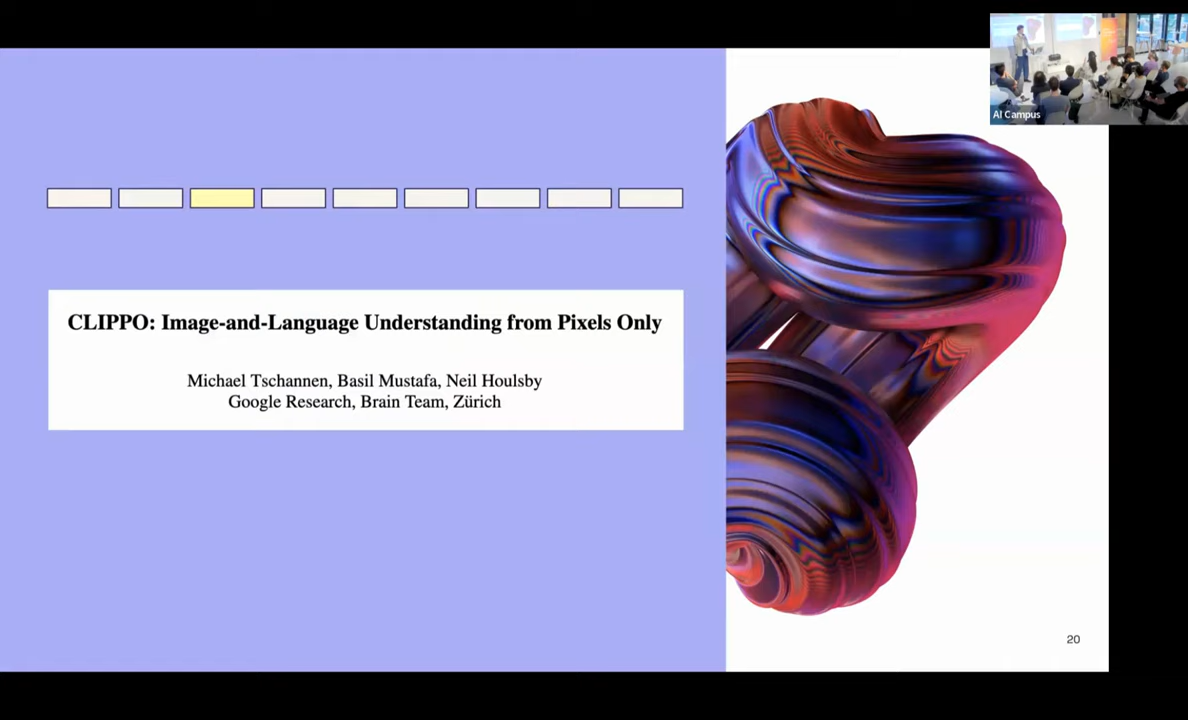 AI Campus
CLIPPO: Image-and-Language Understanding from Pixels Only
Michael Tschannen, Basil Mustafa, Neil Houlsby
Google Research, Brain Team, Zürich
20